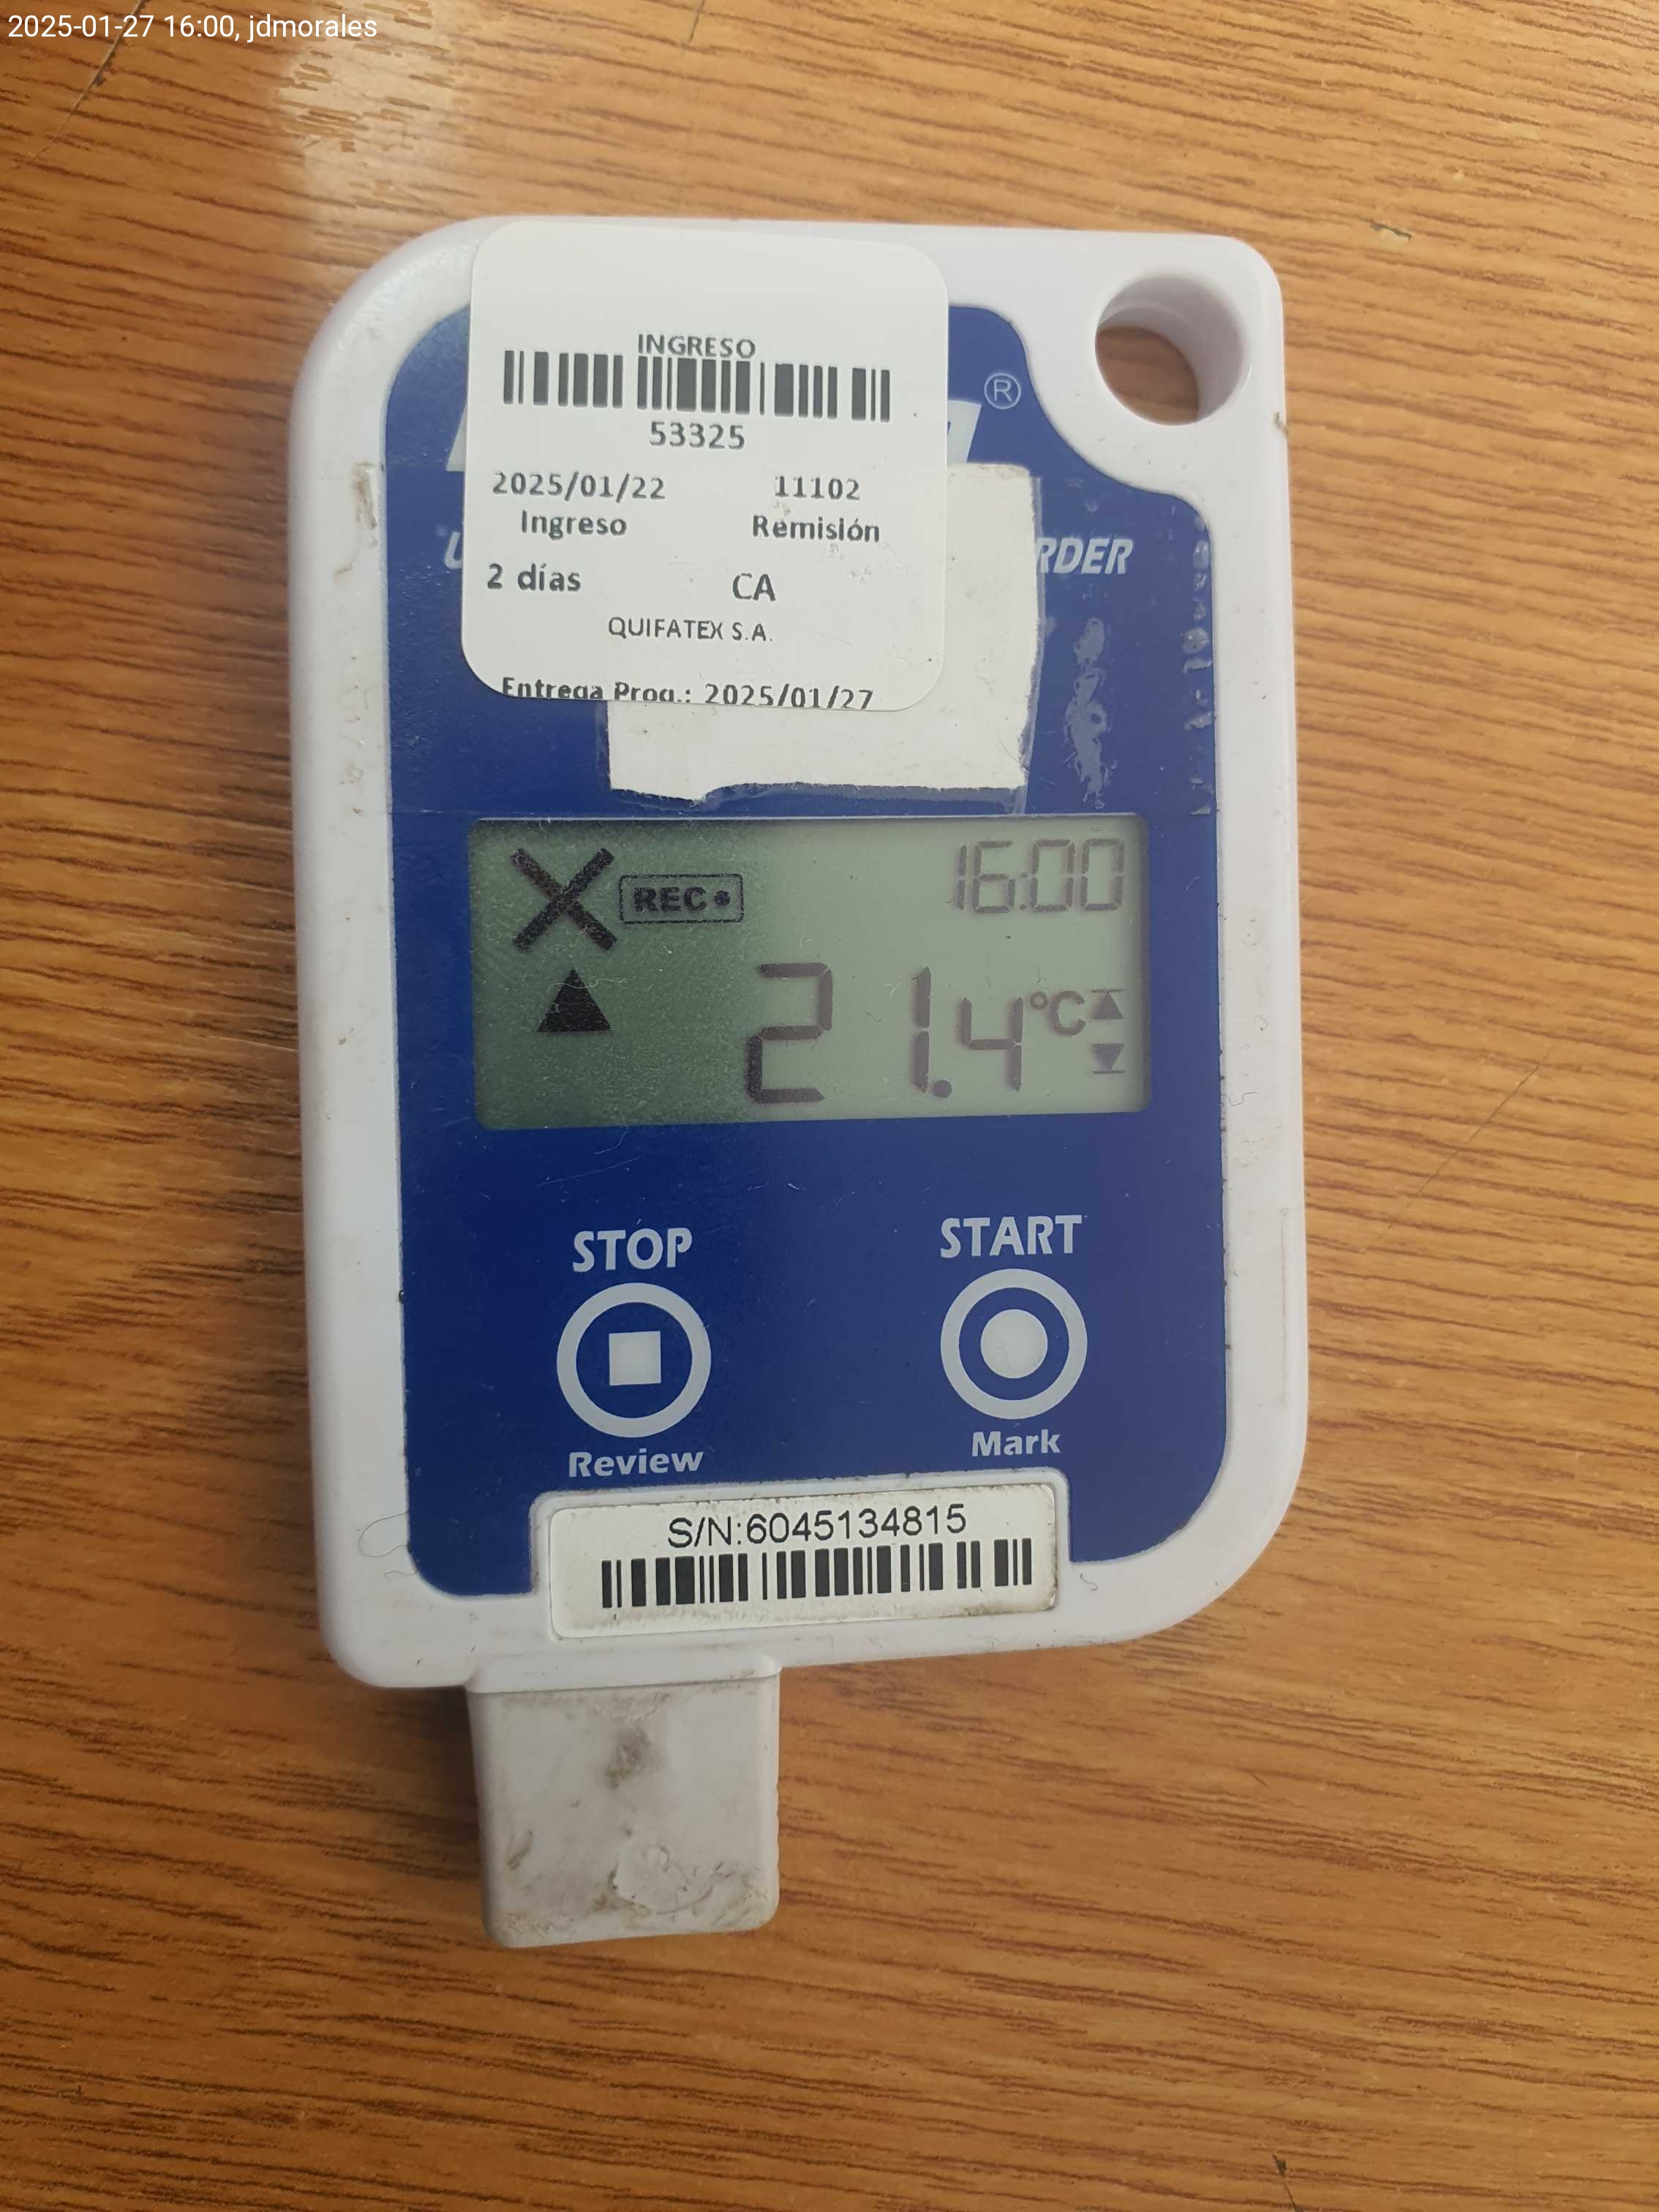 2025-01-27 16:00, jdmorales
INGRESO
53325
2025/01/22 11102
Ingreso Remisión
2 días CA
QUIFATEX S.A.
Entrega Prog.: 2025/01/27
®
RDER
REC 16:00
21.4°C
STOP START
Review Mark
S/N:6045134815